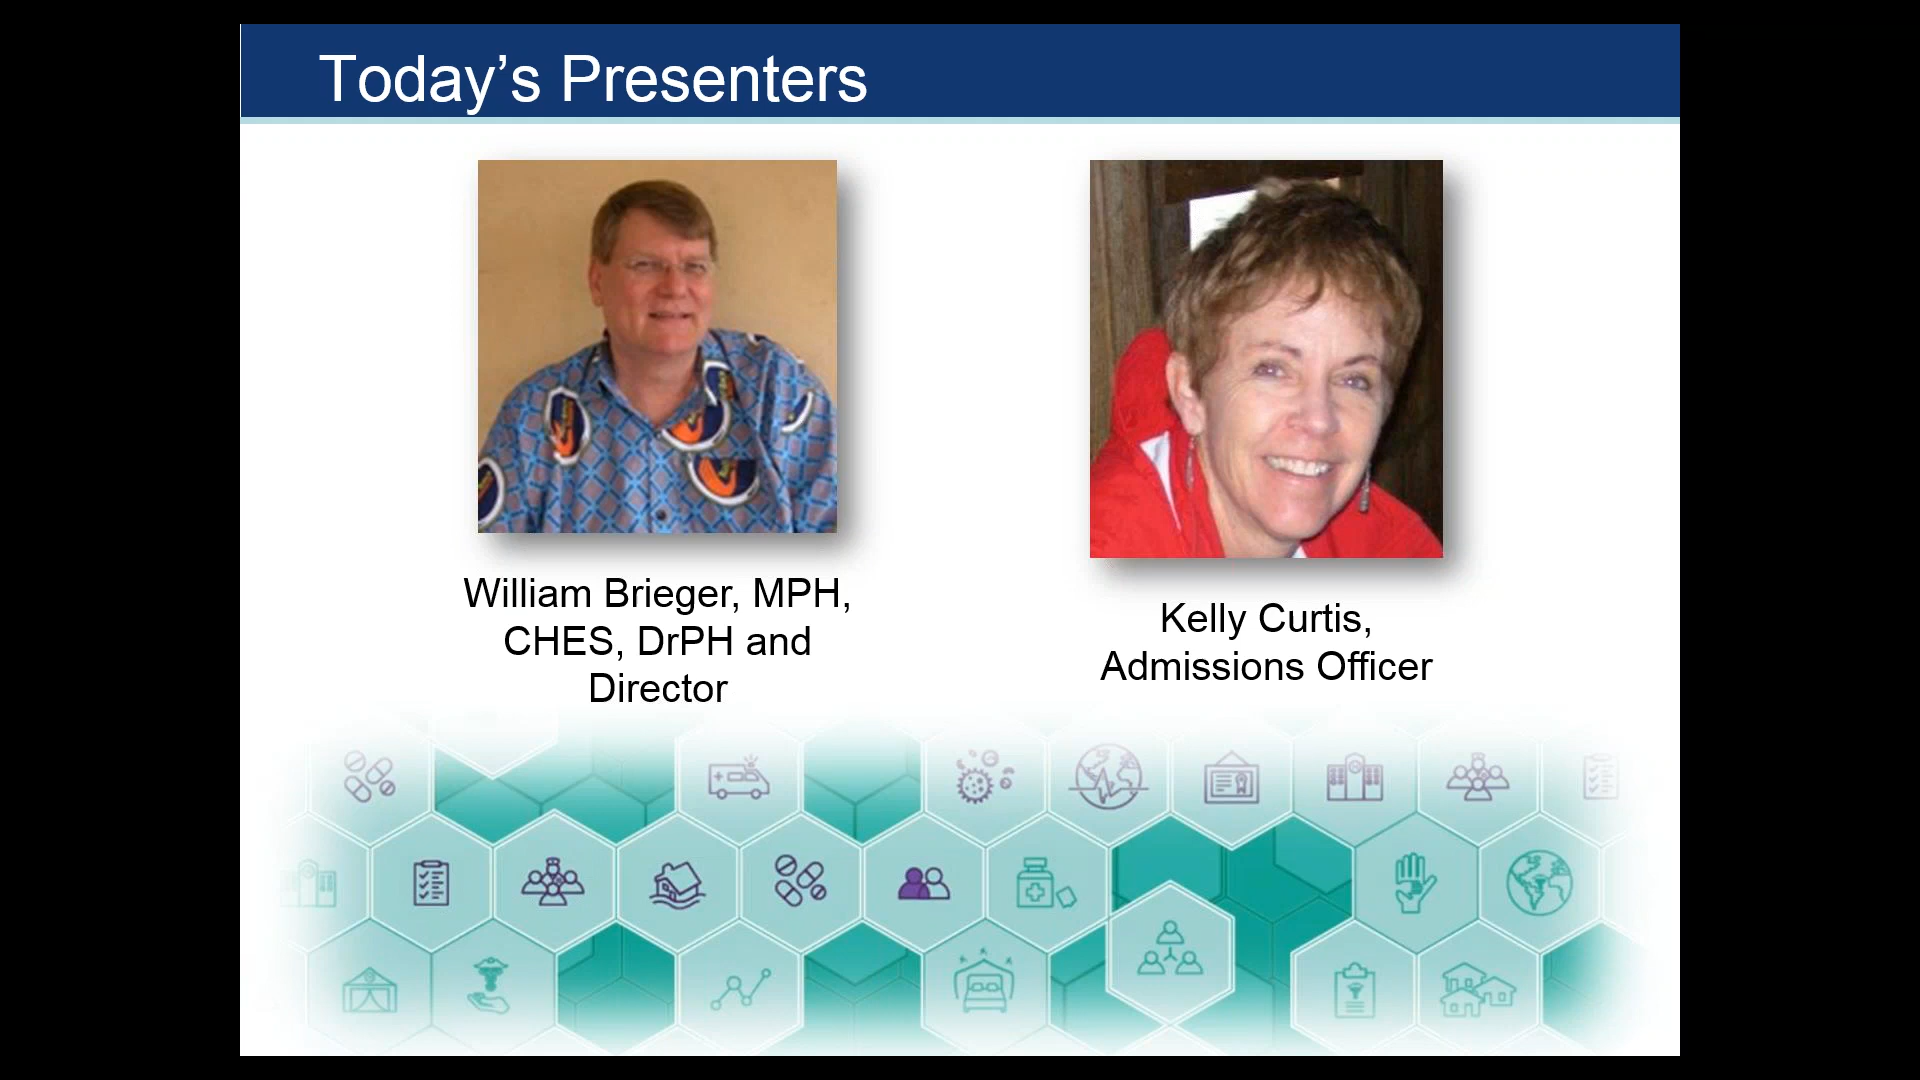 Today’s Presenters
William Brieger, MPH,
CHES, DrPH and
Director
Kelly Curtis,
Admissions Officer